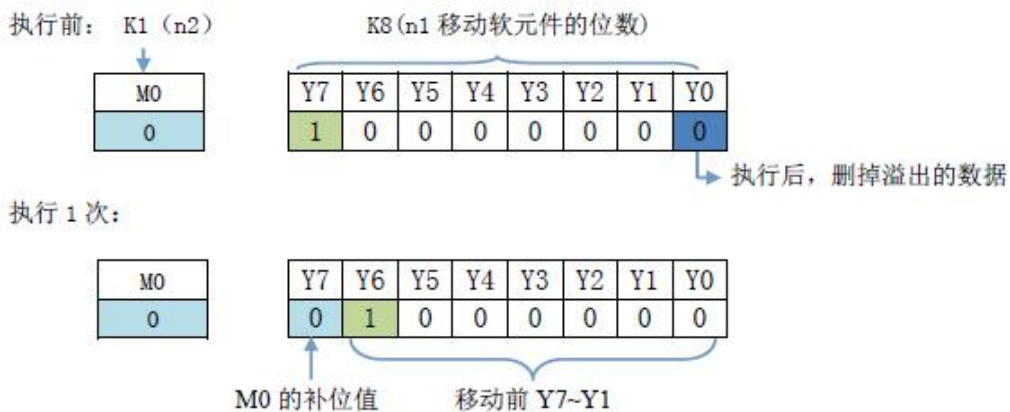 执行前： K1（n2） K8(n1 移动软元件的位数)
M0 Y7 Y6 Y5 Y4 Y3 Y2 Y1 Y0
0 1 0 0 0 0 0 0 0
执行后，删掉溢出的数据
执行 1 次：
M0 Y7 Y6 Y5 Y4 Y3 Y2 Y1 Y0
0 0 1 0 0 0 0 0 0
M0 的补位值 移动前 Y7~Y1